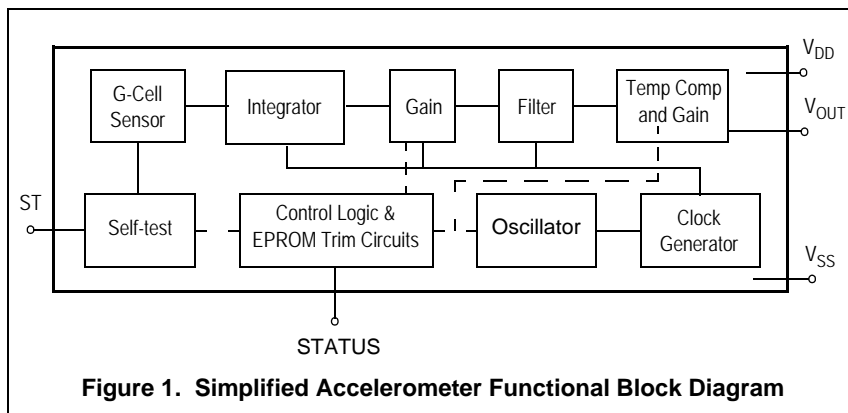 V_DD
G-Cell
Sensor
Integrator
Gain
Filter
Temp Comp
and Gain
V_OUT
ST
Self-test
Control Logic &
EPROM Trim Circuits
Oscillator
Clock
Generator
V_SS
STATUS
Figure 1. Simplified Accelerometer Functional Block Diagram